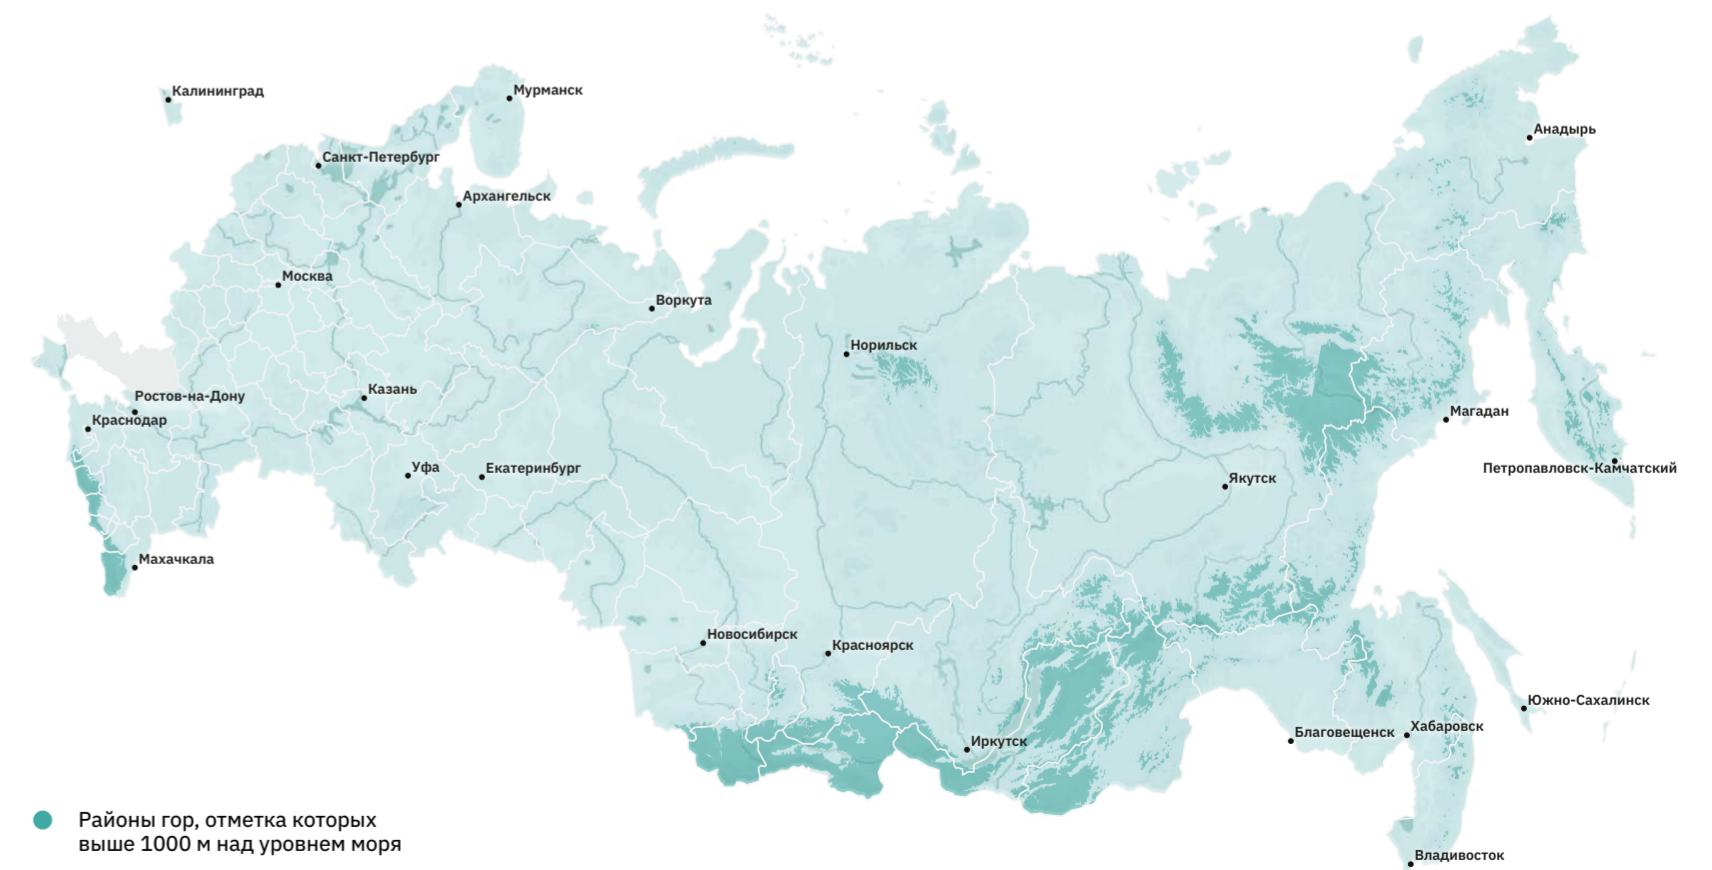 Калининград
Мурманск
Анадырь
Санкт-Петербург
Архангельск
Москва
Воркута
Норильск
Казань
Ростов-на-Дону
Краснодар
Магадан
Уфа
Екатеринбург
Петропавловск-Камчатский
Якутск
Махачкала
Новосибирск
Красноярск
Южно-Сахалинск
Хабаровск
Благовещенск
Иркутск
Районы гор, отметка которых
выше 1000 м над уровнем моря
Владивосток